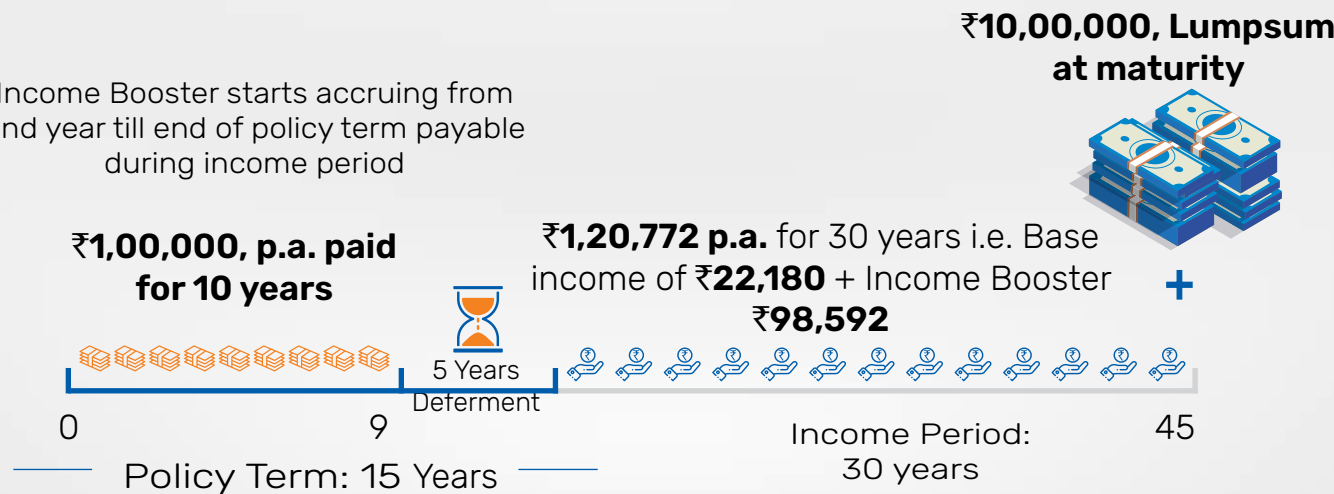 ₹10,00,000, Lumpsum
at maturity
Income Booster starts accruing from
nd year till end of policy term payable
during income period
₹1,00,000, p.a. paid
for 10 years
₹1,20,772 p.a. for 30 years i.e. Base
income of ₹22,180 + Income Booster
₹98,592
+
5 Years
Deferment
0
9
45
Income Period:
30 years
Policy Term: 15 Years